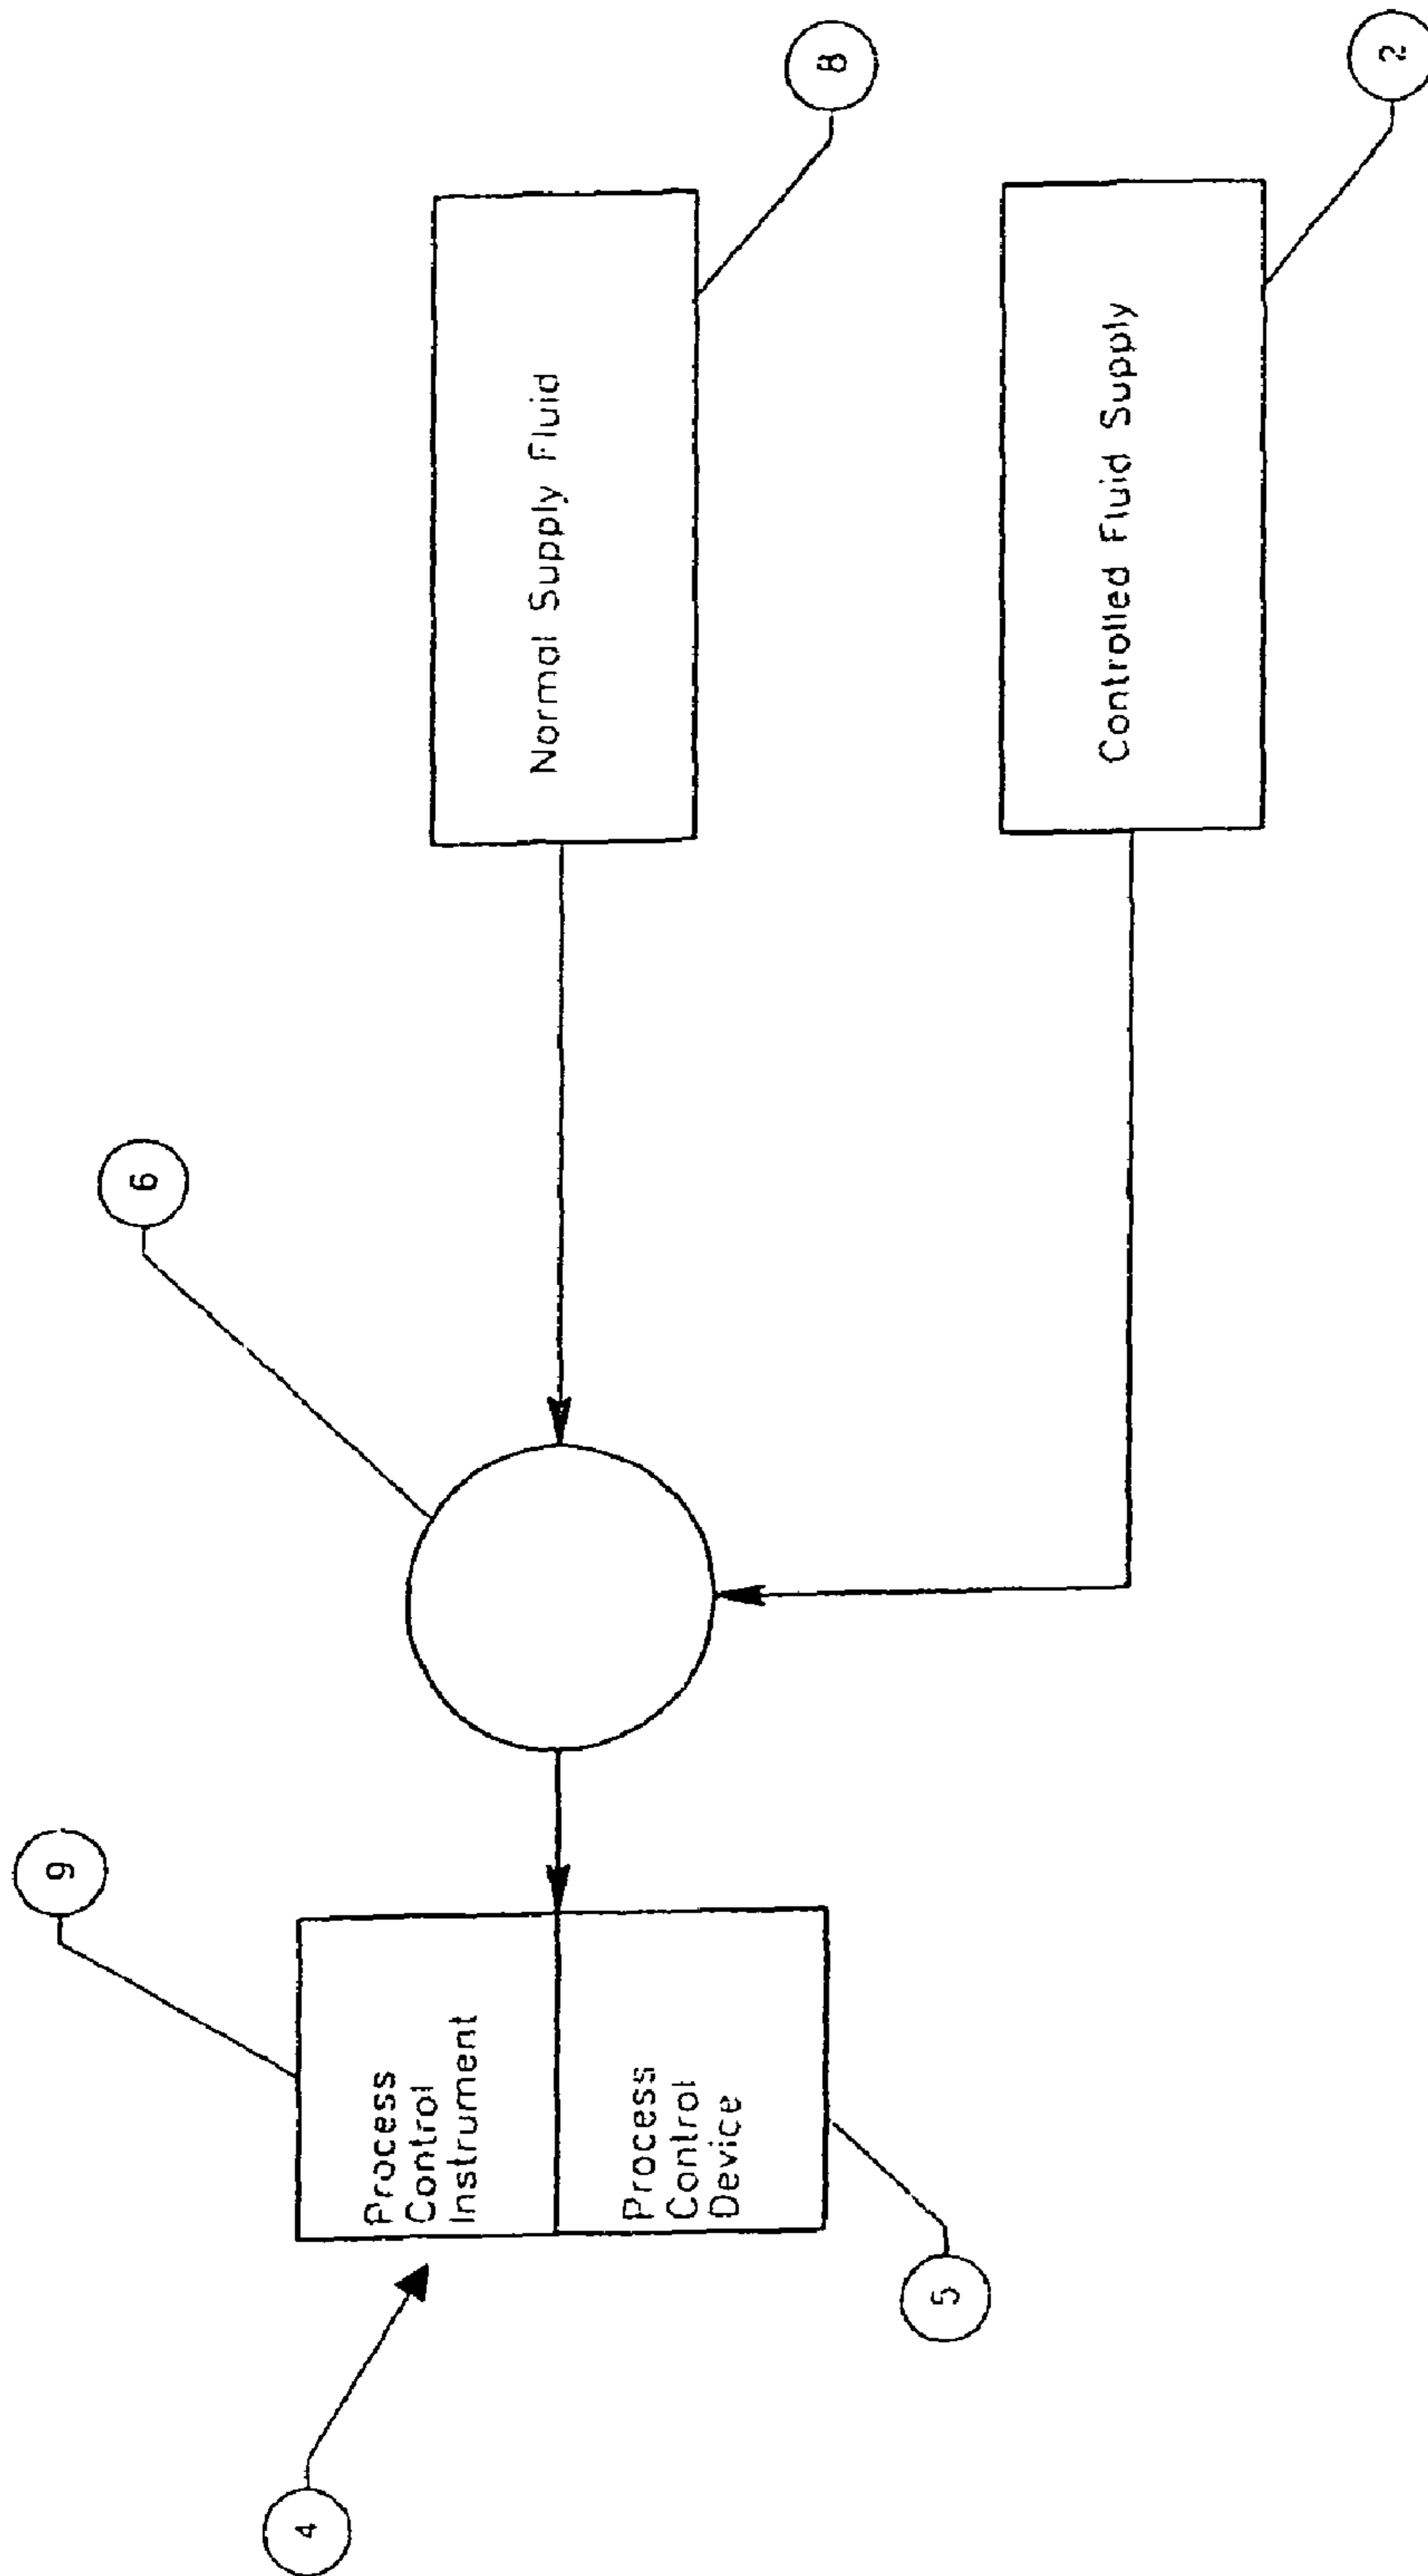 9
6
4
Process
Control
Instrument
Normal Supply Fluid
Process
Control
Device
8
5
Controlled Fluid Supply
2